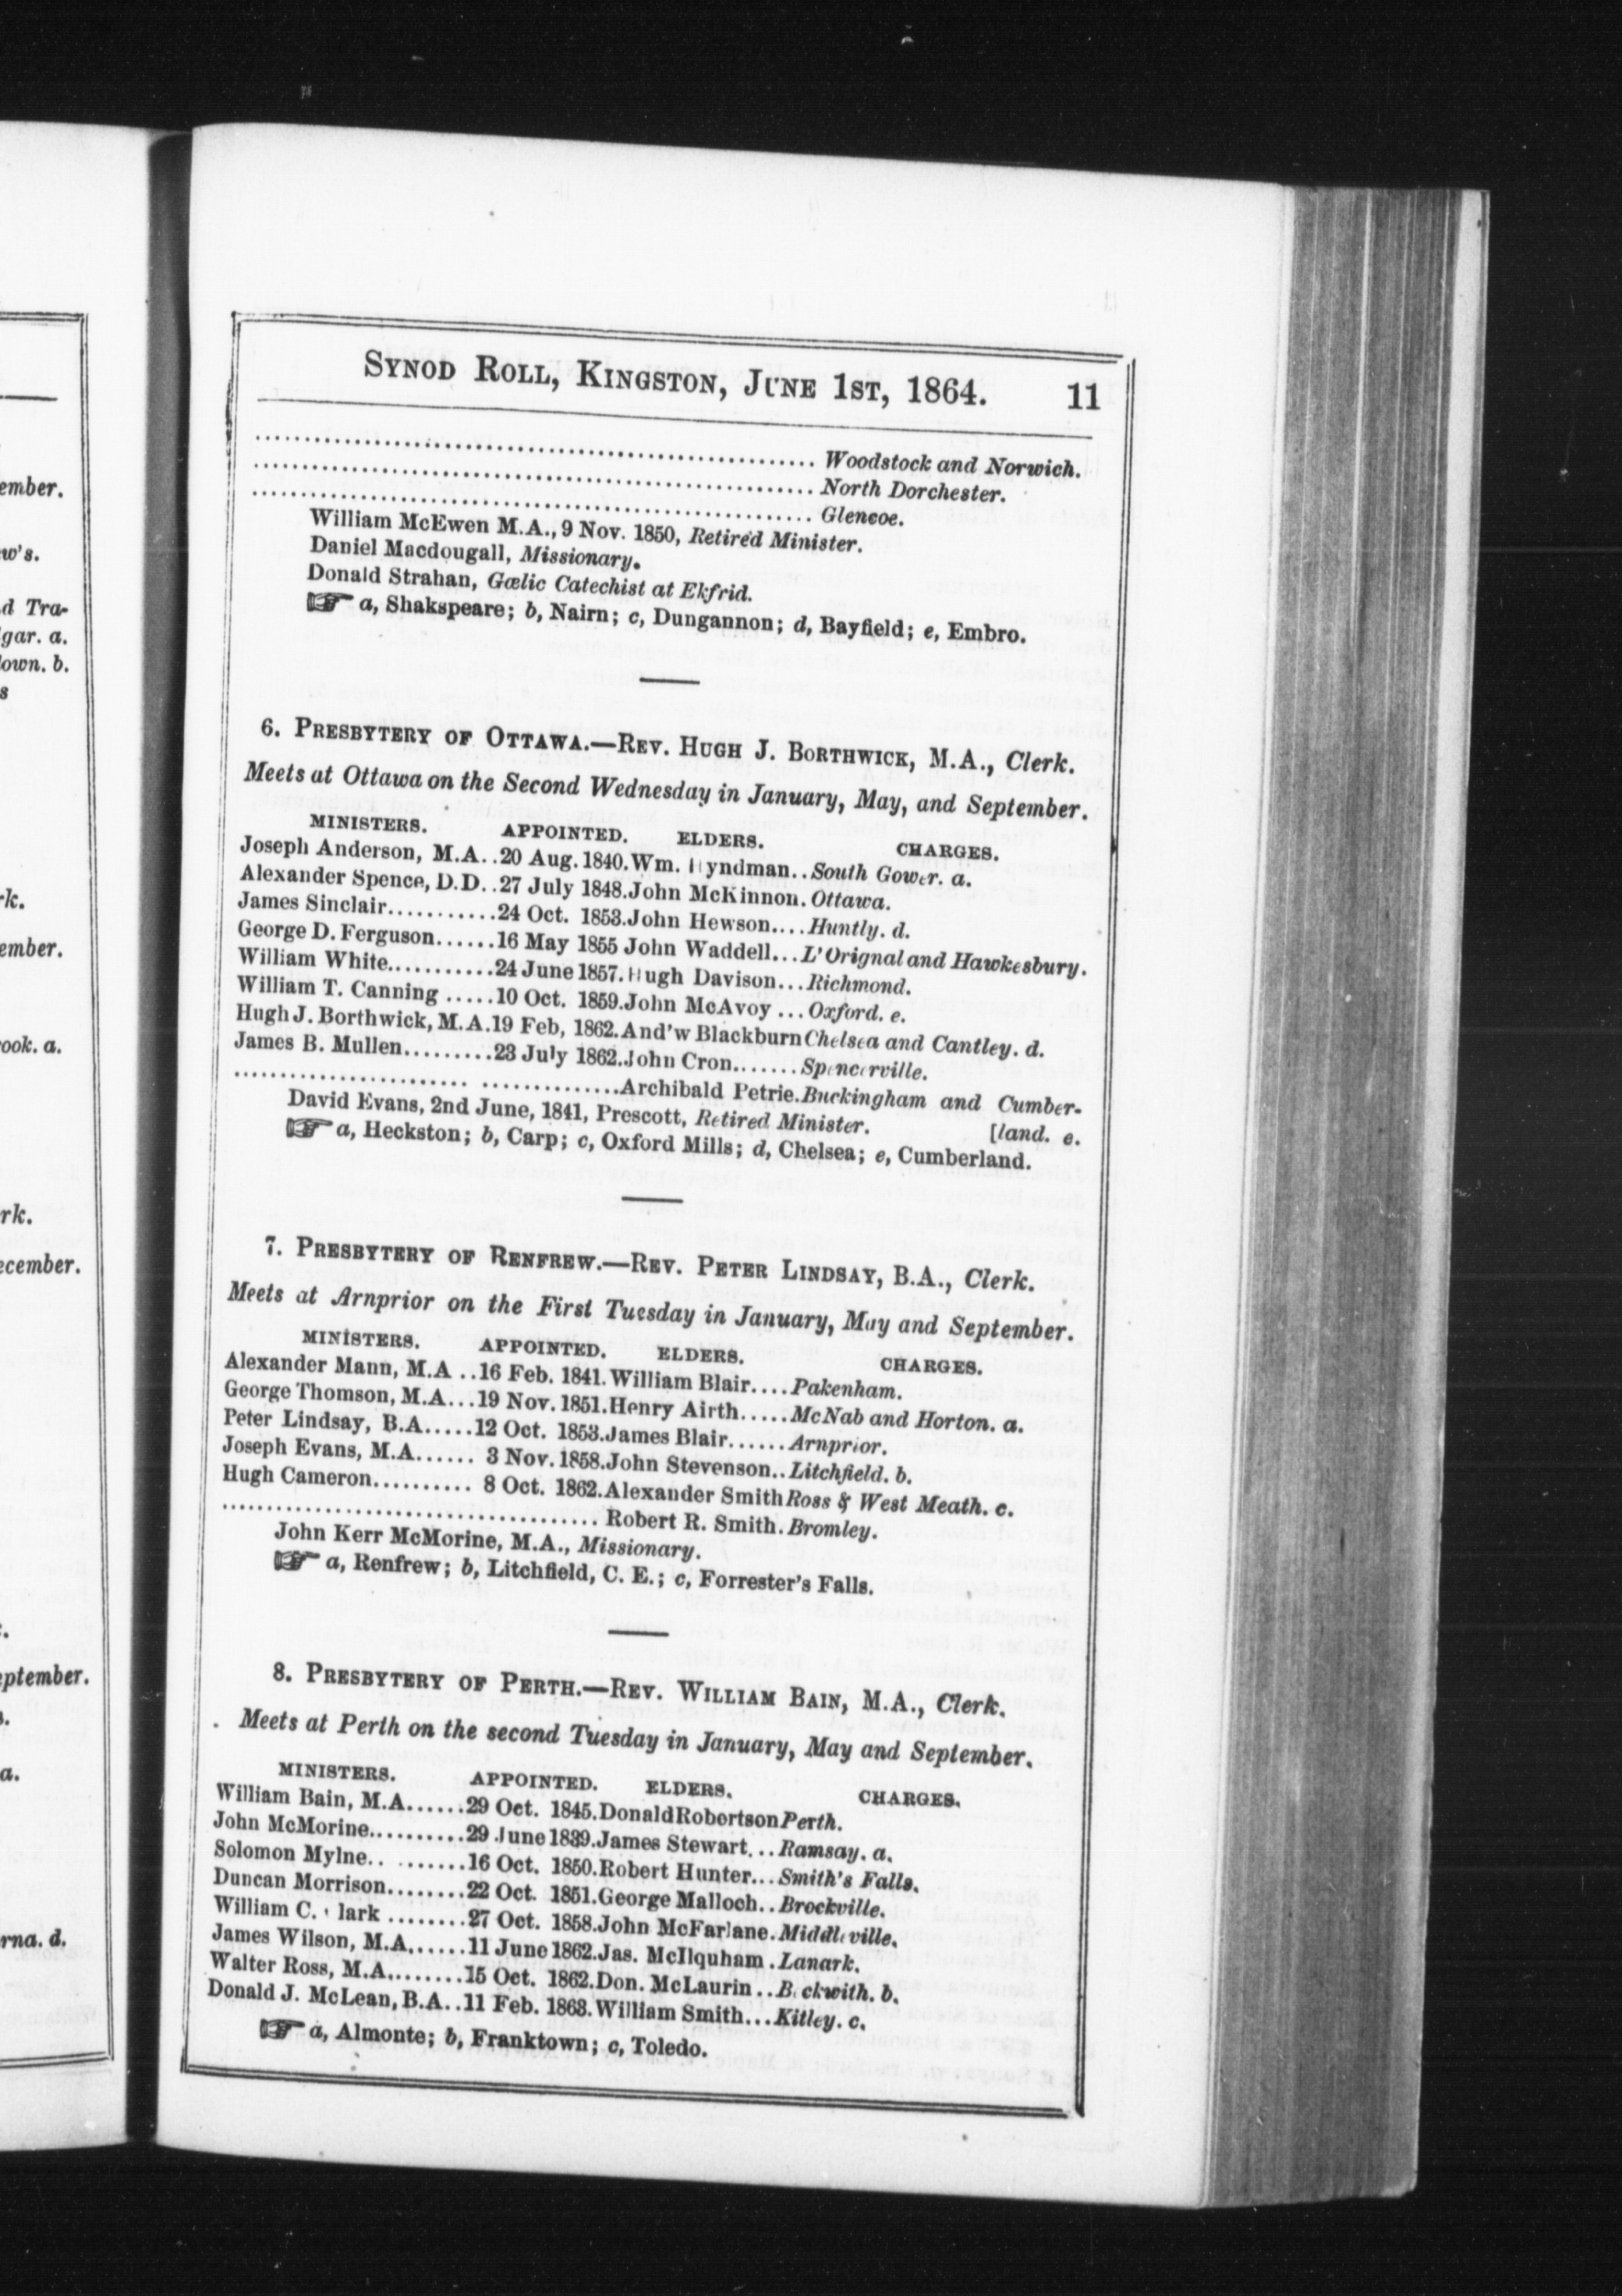 ember.
w's.
d Tra-
gar. a.
own. b.
s
rk.
ember.
ook. a.
rk.
ecember.
eptember.
a.
rna. d.
SYNOD ROLL, KINGSTON, JUNE 1ST, 1864. 11
........................................................ Woodstock and Norwich.
........................................................ North Dorchester.
........................................................ Glencoe.
William McEwen M.A., 9 Nov. 1850, Retired Minister.
Daniel Macdougall, Missionary.
Donald Strahan, Gœlic Catechist at Ekfrid.
☞ a, Shakspeare; b, Nairn; c, Dungannon; d, Bayfield; e, Embro.
6. PRESBYTERY OF OTTAWA.—REV. HUGH J. BORTHWICK, M.A., Clerk.
Meets at Ottawa on the Second Wednesday in January, May, and September.
MINISTERS. APPOINTED. ELDERS. CHARGES.
Joseph Anderson, M.A..20 Aug. 1840.Wm. Hyndman..South Gower. a.
Alexander Spence, D.D..27 July 1848.John McKinnon.Ottawa.
James Sinclair...........24 Oct. 1853.John Hewson....Huntly. d.
George D. Ferguson......16 May 1855 John Waddell...L'Orignal and Hawkesbury.
William White...........24 June 1857.Hugh Davison...Richmond.
William T. Canning .....10 Oct. 1859.John McAvoy ...Oxford. e.
Hugh J. Borthwick, M.A.19 Feb, 1862.And'w Blackburn Chelsea and Cantley. d.
James B. Mullen.........23 July 1862.John Cron.......Spencerville.
........................ ..............Archibald Petrie.Buckingham and Cumber-
David Evans, 2nd June, 1841, Prescott, Retired Minister. [land. e.
☞ a, Heckston; b, Carp; c, Oxford Mills; d, Chelsea; e, Cumberland.
7. PRESBYTERY OF RENFREW.—REV. PETER LINDSAY, B.A., Clerk.
Meets at Arnprior on the First Tuesday in January, May and September.
MINISTERS. APPOINTED. ELDERS. CHARGES.
Alexander Mann, M.A ..16 Feb. 1841.William Blair....Pakenham.
George Thomson, M.A...19 Nov. 1851.Henry Airth.....McNab and Horton. a.
Peter Lindsay, B.A.....12 Oct. 1853.James Blair......Arnprior.
Joseph Evans, M.A...... 3 Nov. 1858.John Stevenson..Litchfield. b.
Hugh Cameron.......... 8 Oct. 1862.Alexander Smith Ross & West Meath. c.
...................................... Robert R. Smith.Bromley.
John Kerr McMorine, M.A., Missionary.
☞ a, Renfrew; b, Litchfield, C. E.; c, Forrester's Falls.
8. PRESBYTERY OF PERTH.—REV. WILLIAM BAIN, M.A., Clerk.
Meets at Perth on the second Tuesday in January, May and September.
MINISTERS. APPOINTED. ELDERS. CHARGES.
William Bain, M.A......29 Oct. 1845.Donald Robertson Perth.
John McMorine..........29 June 1839.James Stewart...Ramsay. a.
Solomon Mylne.. .......16 Oct. 1850.Robert Hunter...Smith's Falls.
Duncan Morrison........22 Oct. 1851.George Malloch..Brockville.
William C. lark ........27 Oct. 1858.John McFarlane.Middleville.
James Wilson, M.A......11 June 1862.Jas. McIlquham.Lanark.
Walter Ross, M.A........15 Oct. 1862.Don. McLaurin..Beckwith. b.
Donald J. McLean, B.A..11 Feb. 1863.William Smith...Kitley. c.
☞ a, Almonte; b, Franktown; c, Toledo.